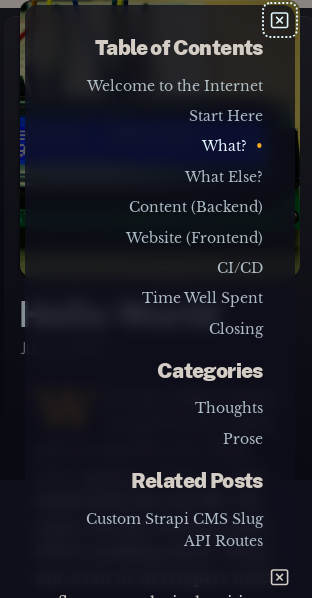 Table of Contents
Welcome to the Internet
Start Here
What?
What Else?
Content (Backend)
Website (Frontend)
CI/CD
Time Well Spent
Closing
Categories
Thoughts
Prose
Related Posts
Custom Strapi CMS Slug
API Routes